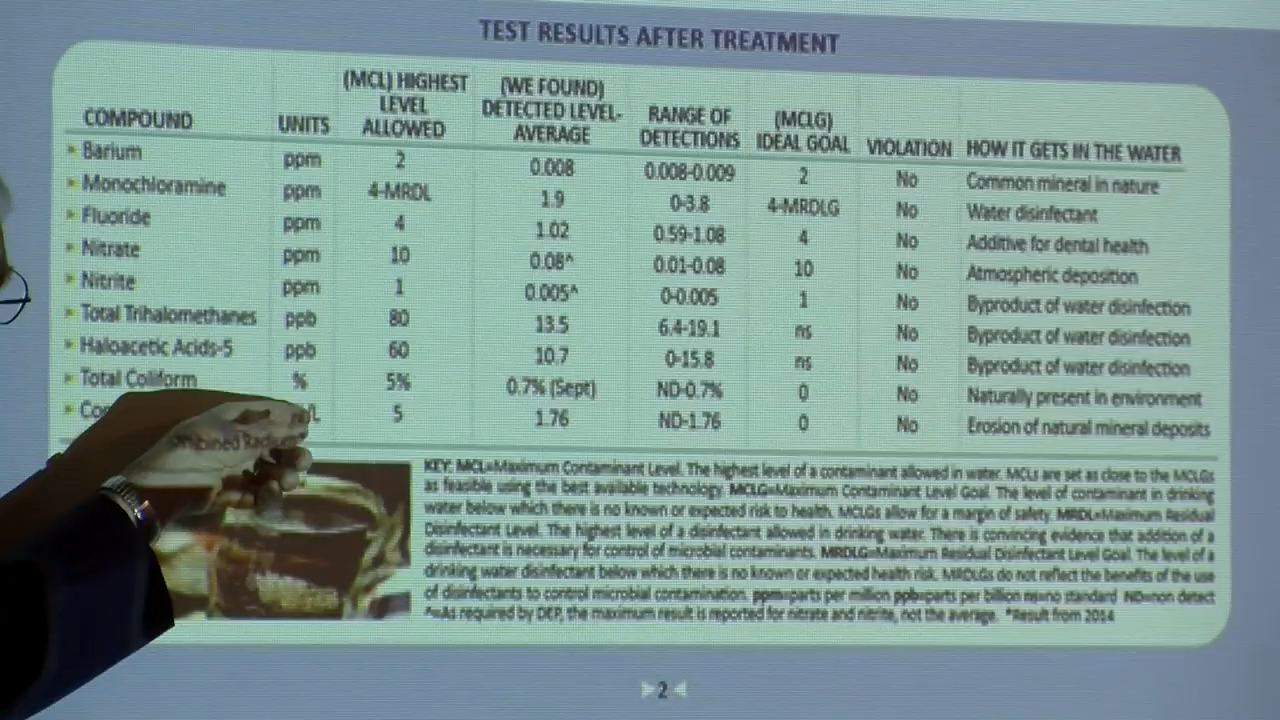 TEST RESULTS AFTER TREATMENT
COMPOUND UNITS (MCL) HIGHEST LEVEL ALLOWED (WE FOUND) DETECTED LEVEL-AVERAGE RANGE OF DETECTIONS (MCLG) IDEAL GOAL VIOLATION HOW IT GETS IN THE WATER
Barium ppm 2 0.008 0.008-0.009 2 No Common mineral in nature
Monochloramine ppm 4-MRDL 1.9 0-3.8 4-MRDLG No Water disinfectant
Fluoride ppm 4 1.02 0.59-1.08 4 No Additive for dental health
Nitrate ppm 10 0.08^ 0.01-0.08 10 No Atmospheric deposition
Nitrite ppm 1 0.005^ 0-0.005 1 No Byproduct of water disinfection
Total Trihalomethanes ppb 80 13.5 6.4-19.1 ns No Byproduct of water disinfection
Haloacetic Acids-5 ppb 60 10.7 0-15.8 ns No Byproduct of water disinfection
Total Coliform % 5% 0.7% (Sept) ND-0.7% 0 No Naturally present in environment
5 1.76 ND-1.76 0 No Erosion of natural mineral deposits
KEY: MCL=Maximum Contaminant Level. The highest level of a contaminant allowed in water. MCLs are set as close to the MCLGs
as feasible using the best available technology. MCLG=Maximum Contaminant Level Goal. The level of contaminant in drinking
water below which there is no known or expected risk to health. MCLGs allow for a margin of safety. MRDL=Maximum Residual
Disinfectant Level. The highest level of a disinfectant allowed in drinking water. There is convincing evidence that addition of a
disinfectant is necessary for control of microbial contaminants. MRDLG=Maximum Residual Disinfectant Level Goal. The level of a
drinking water disinfectant below which there is no known or expected health risk. MRDLGs do not reflect the benefits of the use
of disinfectants to control microbial contamination. ppm=parts per million ppb=parts per billion ns=no standard ND=non detect
^=As required by DEP, the maximum result is reported for nitrate and nitrite, not the average. *Result from 2014
2